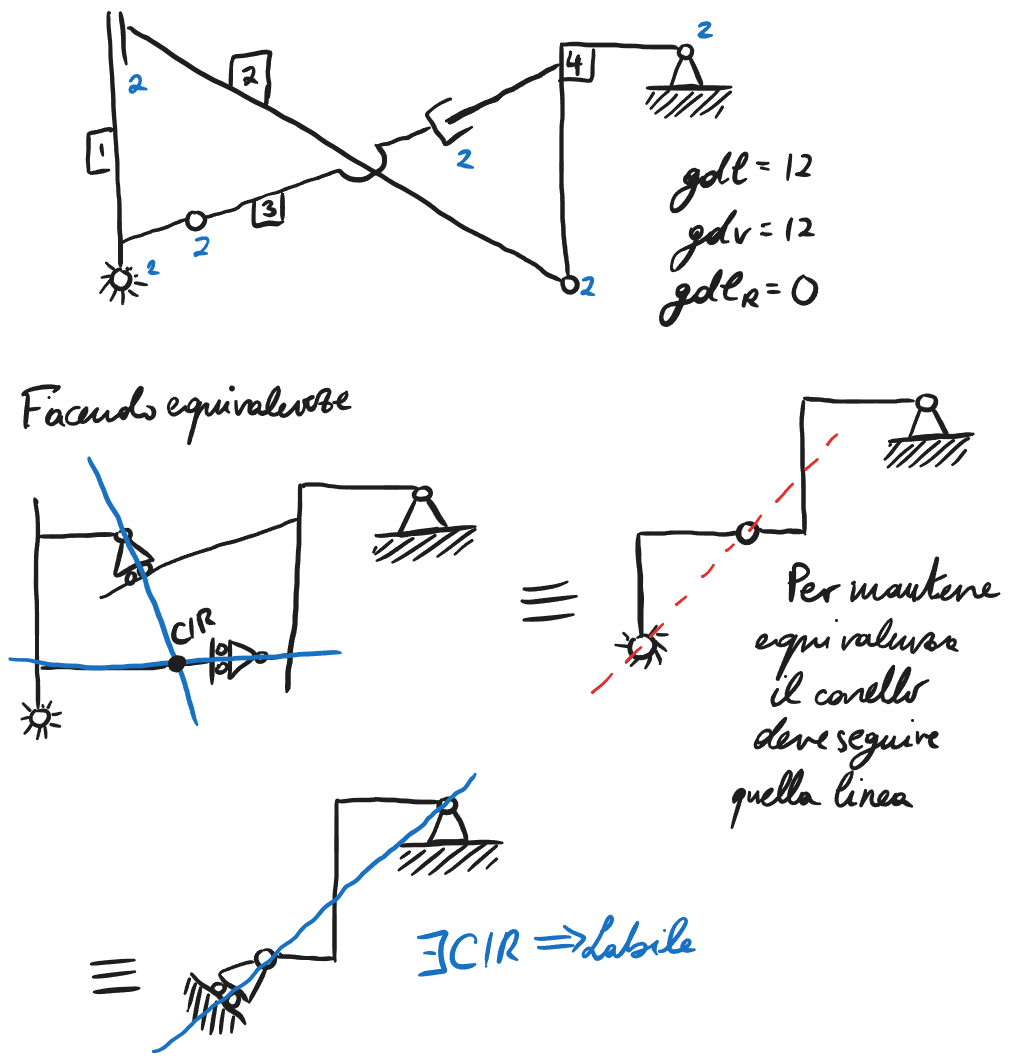 2
2
2
4
1
2
3
2
2
2
gdl = 12
gdv = 12
gdl_R = 0
Facendo equivalenze
CIR
≡
Per mantene
equivalenza
il carrello
deve seguire
quella linea
≡
∃ CIR ⇒ Labile